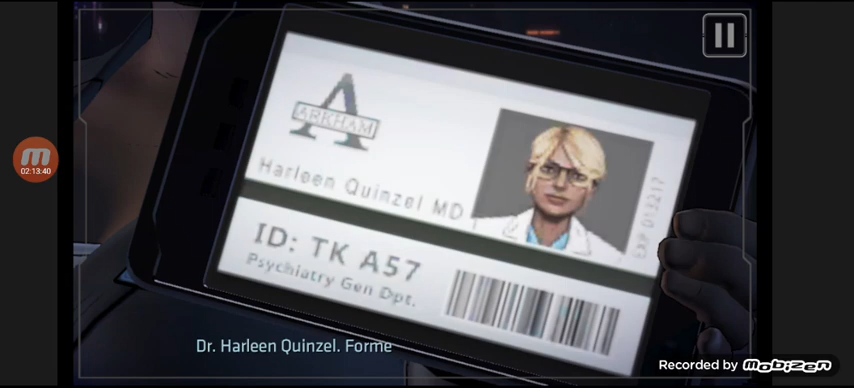 ARKHAM
Harleen Quinzel MD
ID: TK A57
Psychiatry Gen Dpt.
EXP 013217
Dr. Harleen Quinzel. Forme
02:13:40
Recorded by MOBIZEN